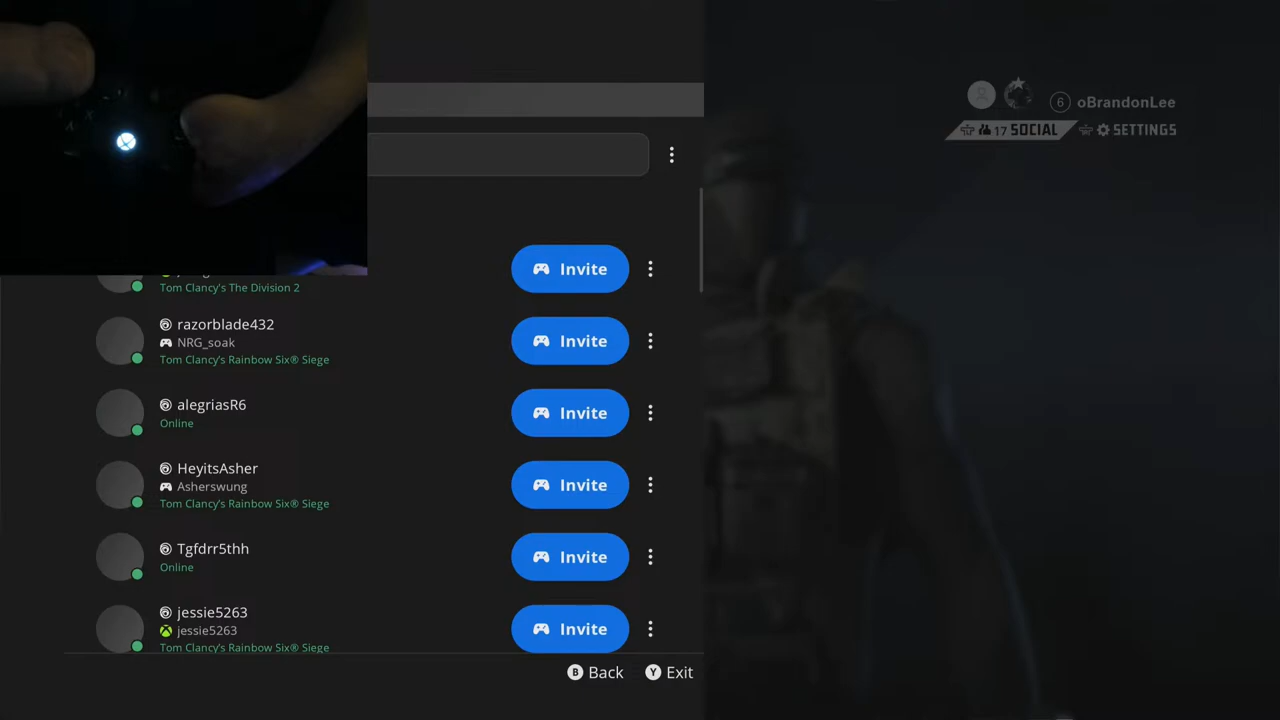 6 oBrandonLee
17 SOCIAL
SETTINGS
Invite
Tom Clancy's The Division 2
razorblade432
NRG_soak
Tom Clancy's Rainbow Six® Siege
Invite
alegriasR6
Online
Invite
HeyitsAsher
Asherswung
Tom Clancy's Rainbow Six® Siege
Invite
Tgfdrr5thh
Online
Invite
jessie5263
jessie5263
Tom Clancy's Rainbow Six® Siege
Invite
B Back
Y Exit